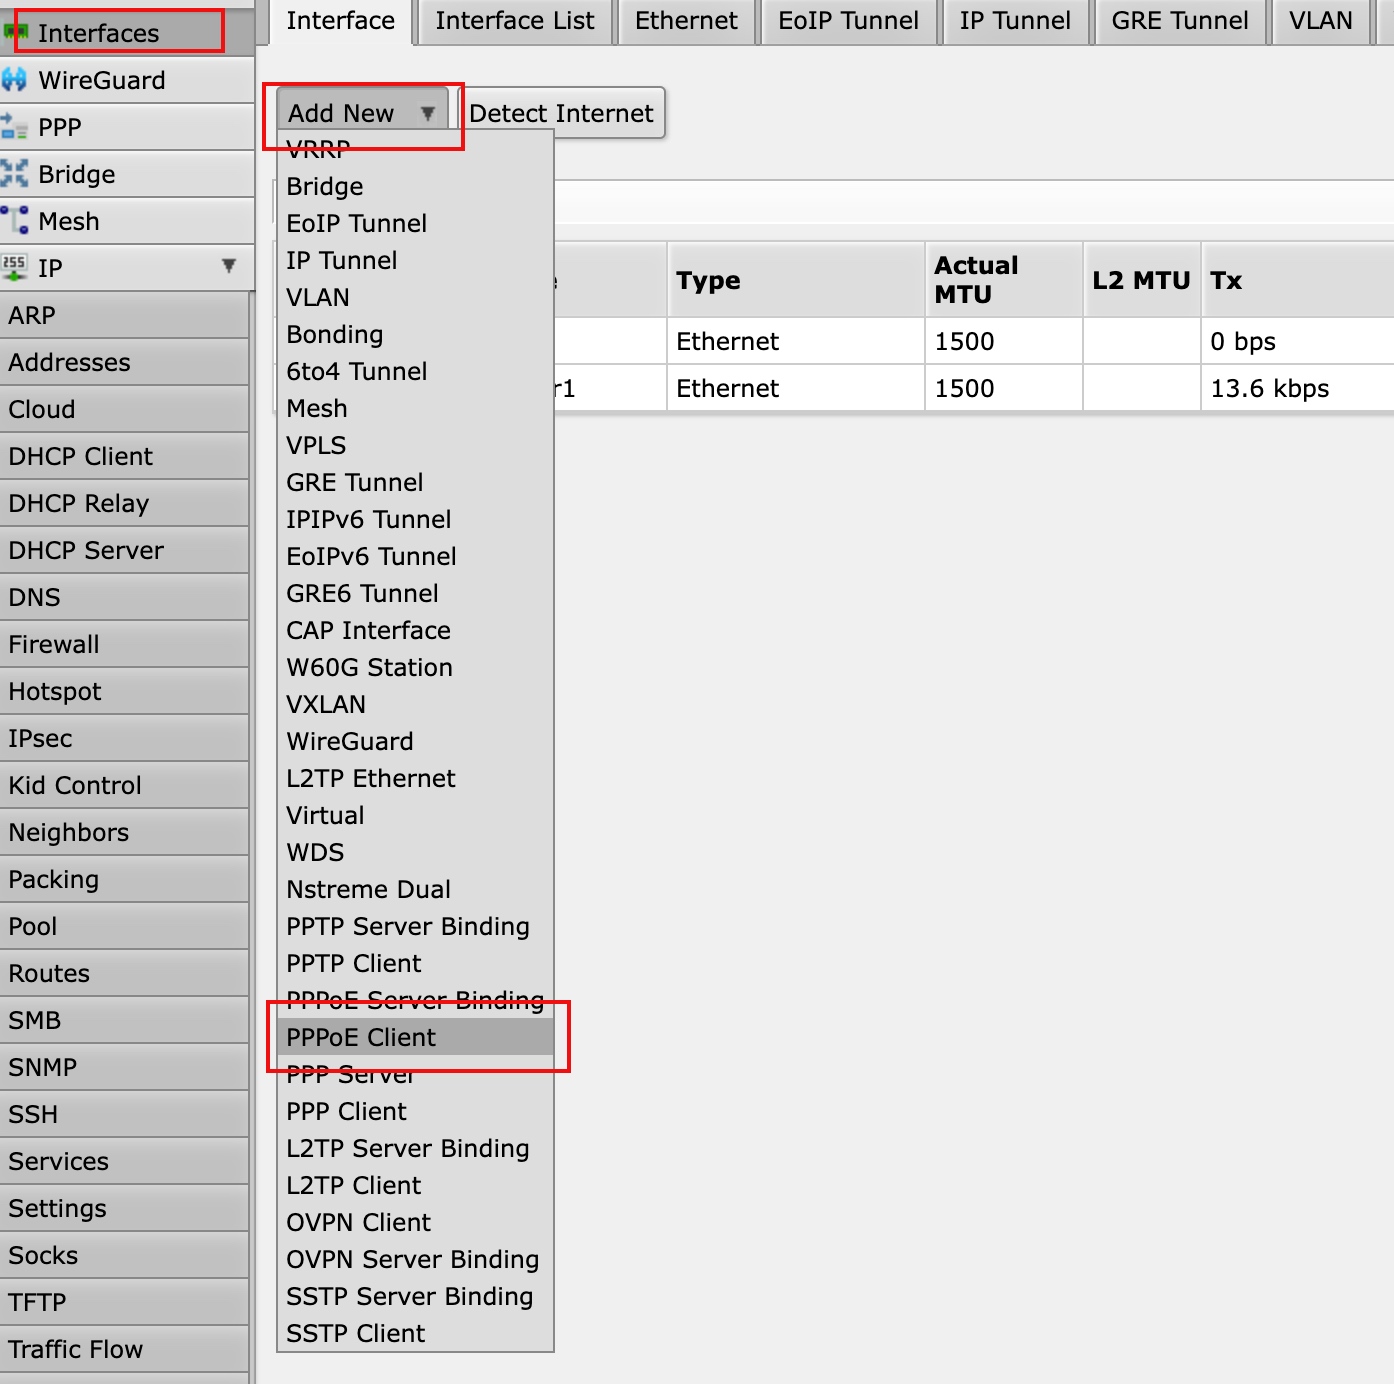 Interfaces
WireGuard
PPP
Bridge
Mesh
255
IP
ARP
Addresses
Cloud
DHCP Client
DHCP Relay
DHCP Server
DNS
Firewall
Hotspot
IPsec
Kid Control
Neighbors
Packing
Pool
Routes
SMB
SNMP
SSH
Services
Settings
Socks
TFTP
Traffic Flow
Interface Interface List Ethernet EoIP Tunnel IP Tunnel GRE Tunnel VLAN
Add New Detect Internet
VRRP
Bridge
EoIP Tunnel
IP Tunnel
VLAN
Bonding
6to4 Tunnel
Mesh
VPLS
GRE Tunnel
IPIPv6 Tunnel
EoIPv6 Tunnel
GRE6 Tunnel
CAP Interface
W60G Station
VXLAN
WireGuard
L2TP Ethernet
Virtual
WDS
Nstreme Dual
PPTP Server Binding
PPTP Client
PPPoE Server Binding
PPPoE Client
PPP Server
PPP Client
L2TP Server Binding
L2TP Client
OVPN Client
OVPN Server Binding
SSTP Server Binding
SSTP Client
Type Actual MTU L2 MTU Tx
Ethernet 1500 0 bps
r1 Ethernet 1500 13.6 kbps